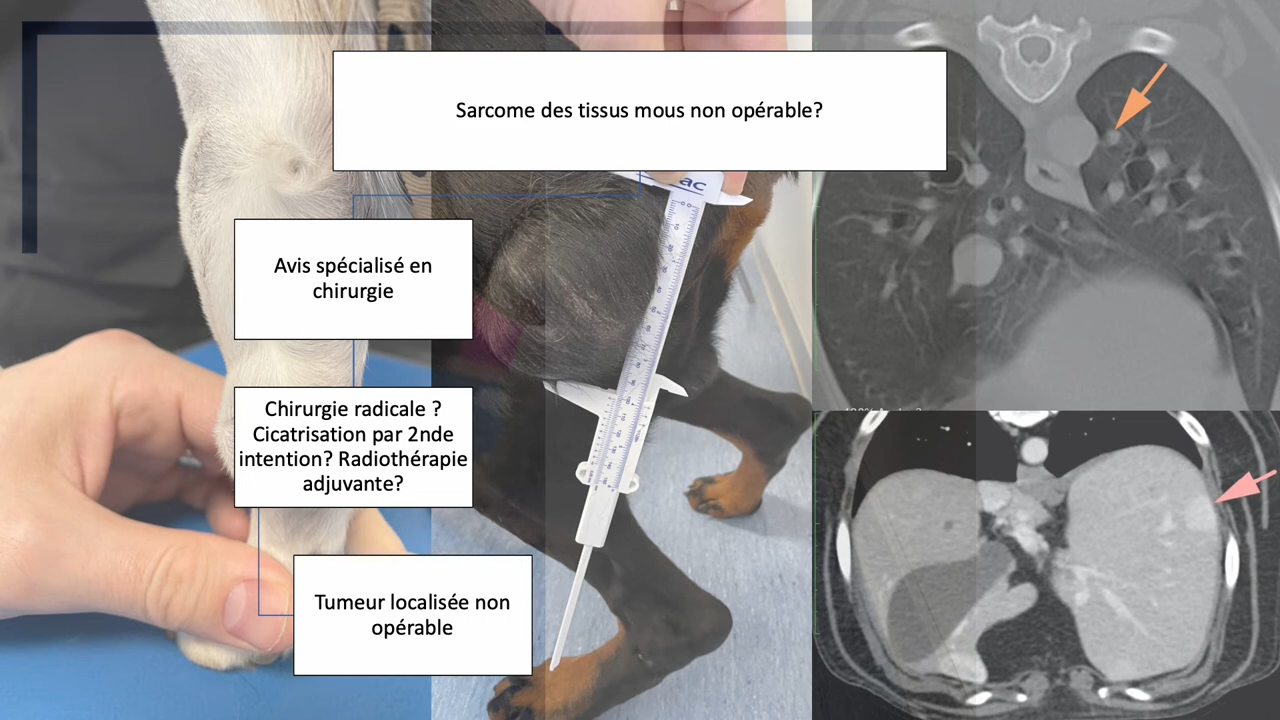 Sarcome des tissus mous non opérable?
ac
Avis spécialisé en
chirurgie
Chirurgie radicale ?
Cicatrisation par 2nde
intention? Radiothérapie
adjuvante?
Tumeur localisée non
opérable